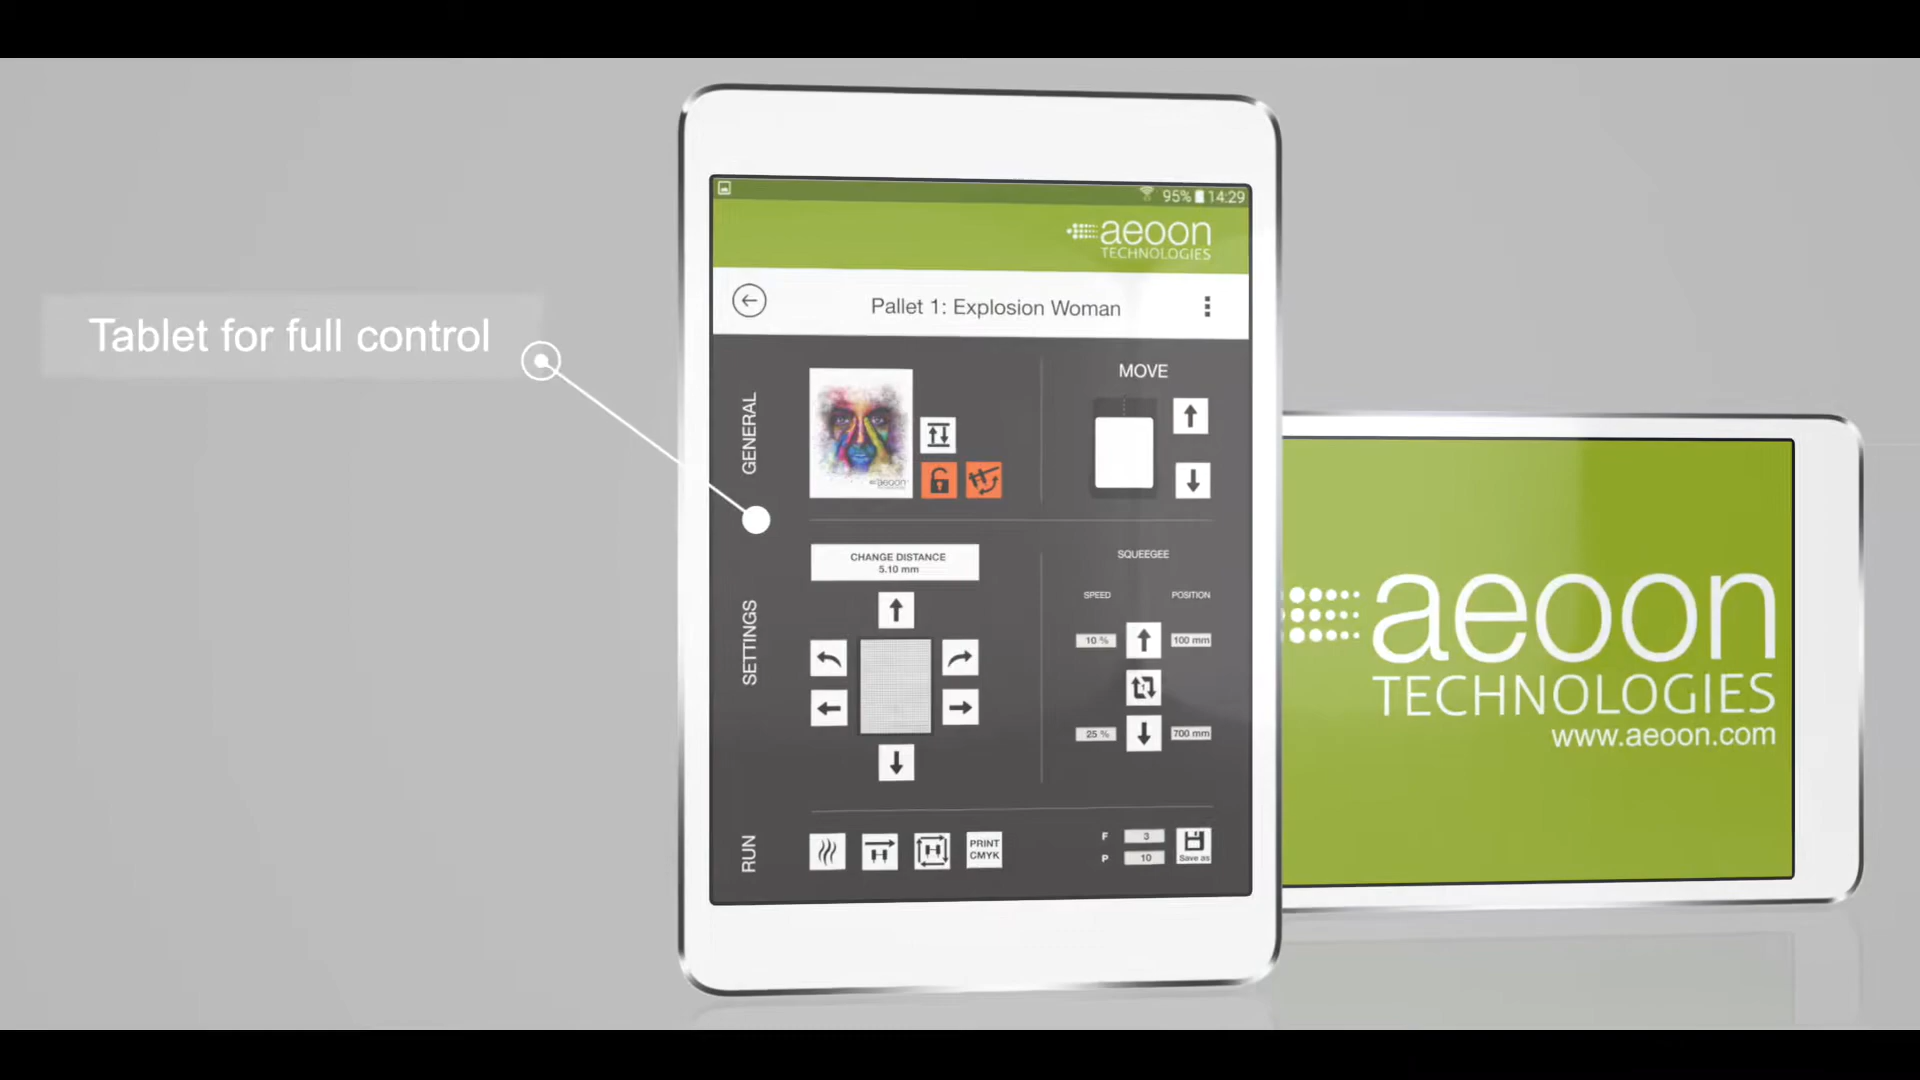 Tablet for full control
95% 14:29
aeoon
TECHNOLOGIES
Pallet 1: Explosion Woman
GENERAL
aeoon
MOVE
SETTINGS
CHANGE DISTANCE
5.10 mm
SQUEEGEE
SPEED
POSITION
10 %
100 mm
25 %
700 mm
RUN
PRINT
CMYK
F 3
P 10
Save as
aeoon
TECHNOLOGIES
www.aeoon.com